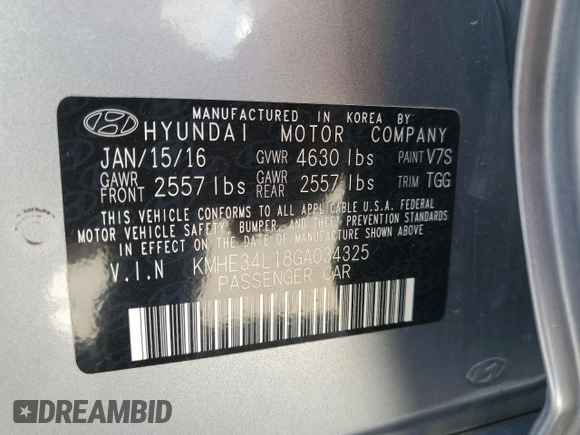 MANUFACTURED IN KOREA BY
HYUNDAI MOTOR COMPANY
JAN/15/16 GVWR 4630 lbs PAINT V7S
GAWR FRONT 2557 lbs GAWR REAR 2557 lbs TRIM TGG
THIS VEHICLE CONFORMS TO ALL APPLICABLE U.S.A. FEDERAL
MOTOR VEHICLE SAFETY, BUMPER, AND THEFT PREVENTION STANDARDS
IN EFFECT ON THE DATE OF MANUFACTURE SHOWN ABOVE.
V.I.N KMHE34L18GA034325
PASSENGER CAR
DREAMBID